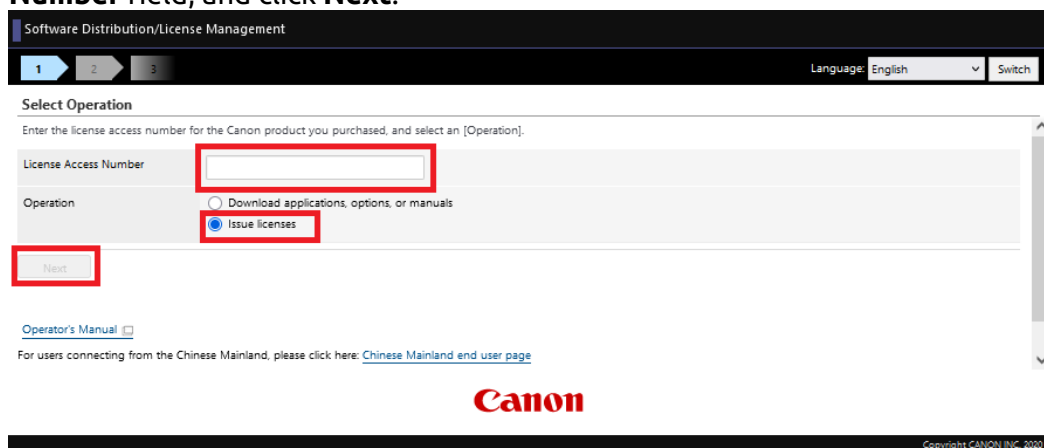 Number field, and click Next.
Software Distribution/License Management
1 2 3 Language: English Switch
Select Operation
Enter the license access number for the Canon product you purchased, and select an [Operation].
License Access Number
Operation Download applications, options, or manuals
Issue licenses
Next
Operator's Manual
For users connecting from the Chinese Mainland, please click here: Chinese Mainland end user page
Canon
Copyright CANON INC. 2020